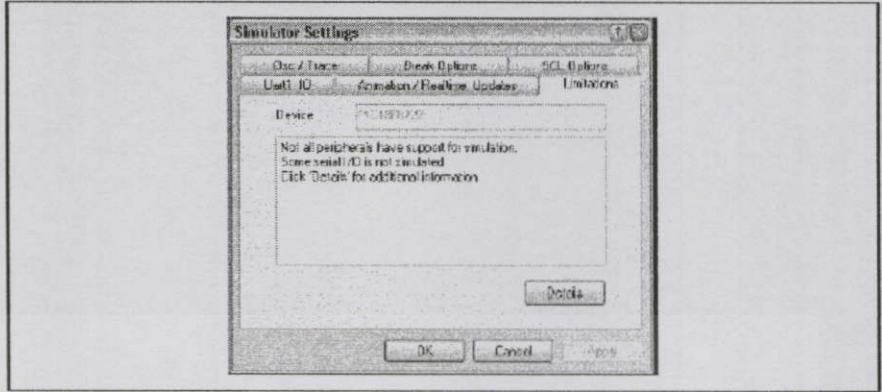 Simulator Settings
Osc / Trace Break Options SCL Options
Uart1 IO Animation / Realtime Updates Limitations
Device
Not all peripherals have support for simulation.
Some serial I/O is not simulated
Click 'Details' for additional information
Details
OK Cancel Apply